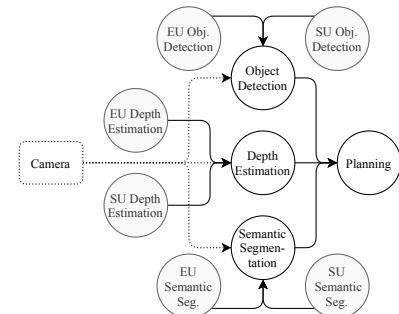 EU Obj.
Detection
SU Obj.
Detection
Object
Detection
EU Depth
Estimation
Camera
Depth
Estimation
Planning
SU Depth
Estimation
Semantic
Segmen-
tation
EU
Semantic
Seg.
SU
Semantic
Seg.